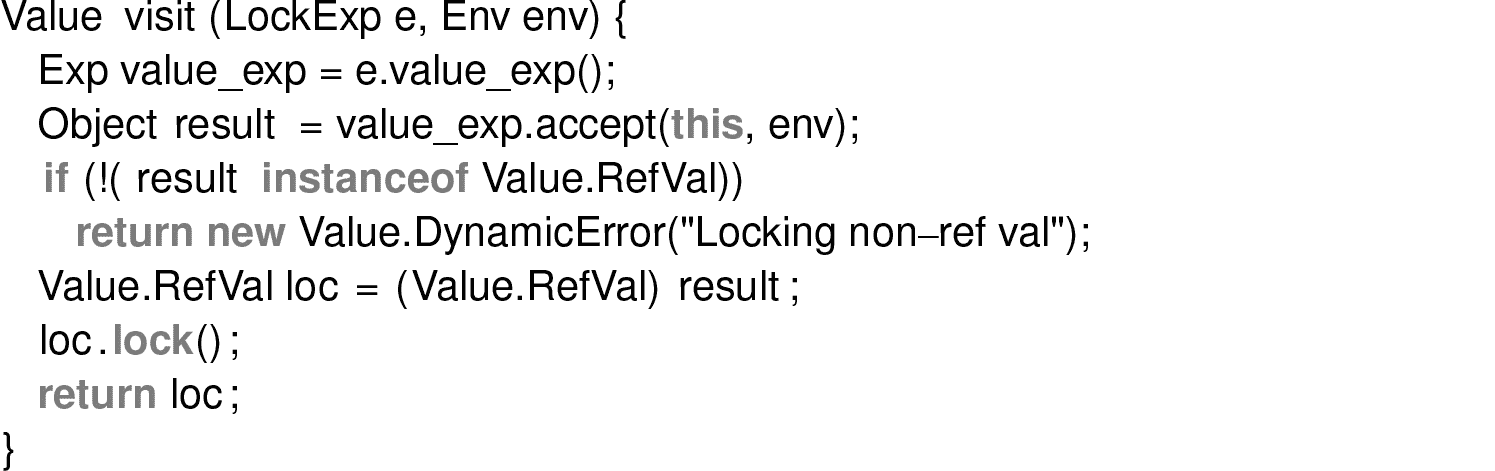 Value visit (LockExp e, Env env) {
Exp value_exp = e.value_exp();
Object result = value_exp.accept(this, env);
if (!( result instanceof Value.RefVal))
return new Value.DynamicError("Locking non–ref val");
Value.RefVal loc = (Value.RefVal) result ;
loc.lock() ;
return loc ;
}